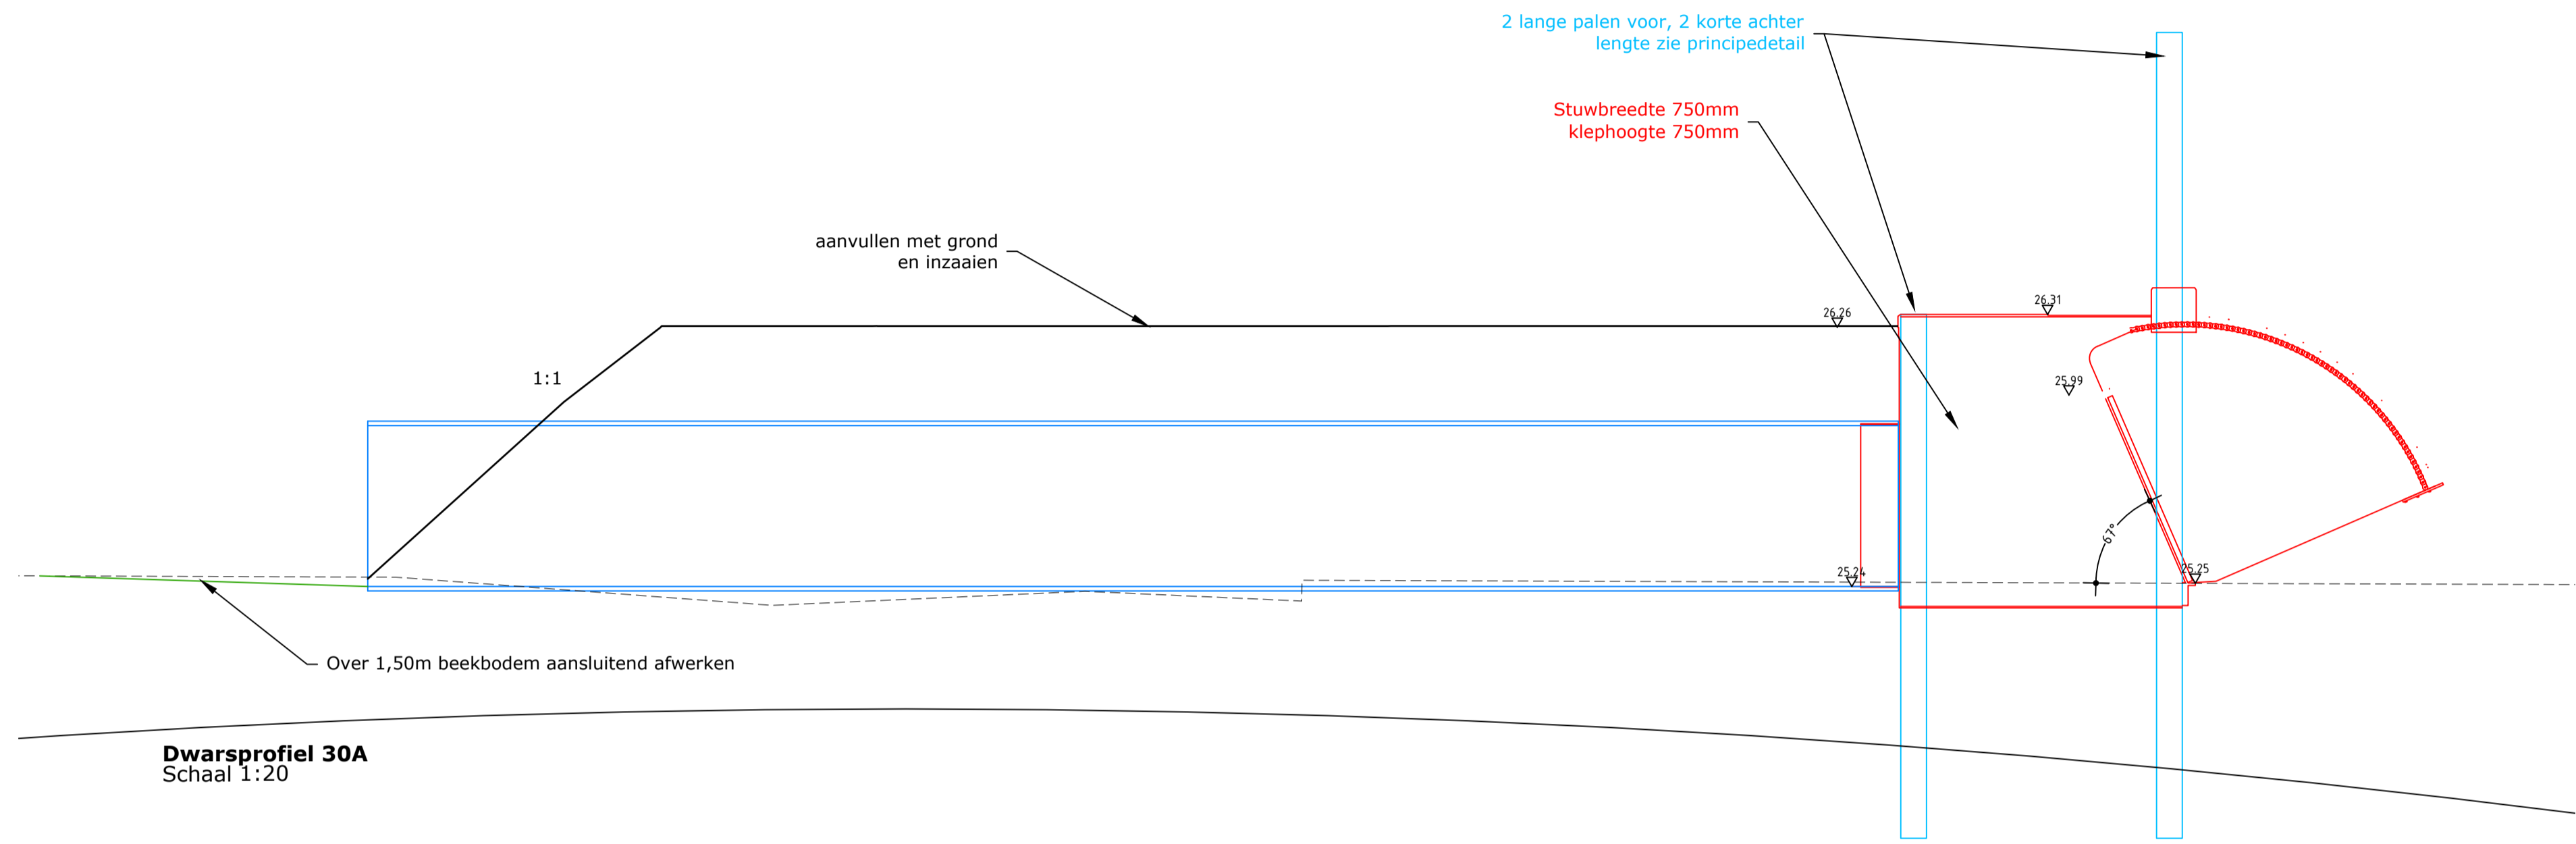 2 lange palen voor, 2 korte achter
lengte zie principedetail
Stuwbreedte 750mm
klephoogte 750mm
aanvullen met grond
en inzaaien
26.26
26.31
1:1
25.99
67°
25.24
25.25
Over 1,50m beekbodem aansluitend afwerken
Dwarsprofiel 30A
Schaal 1:20